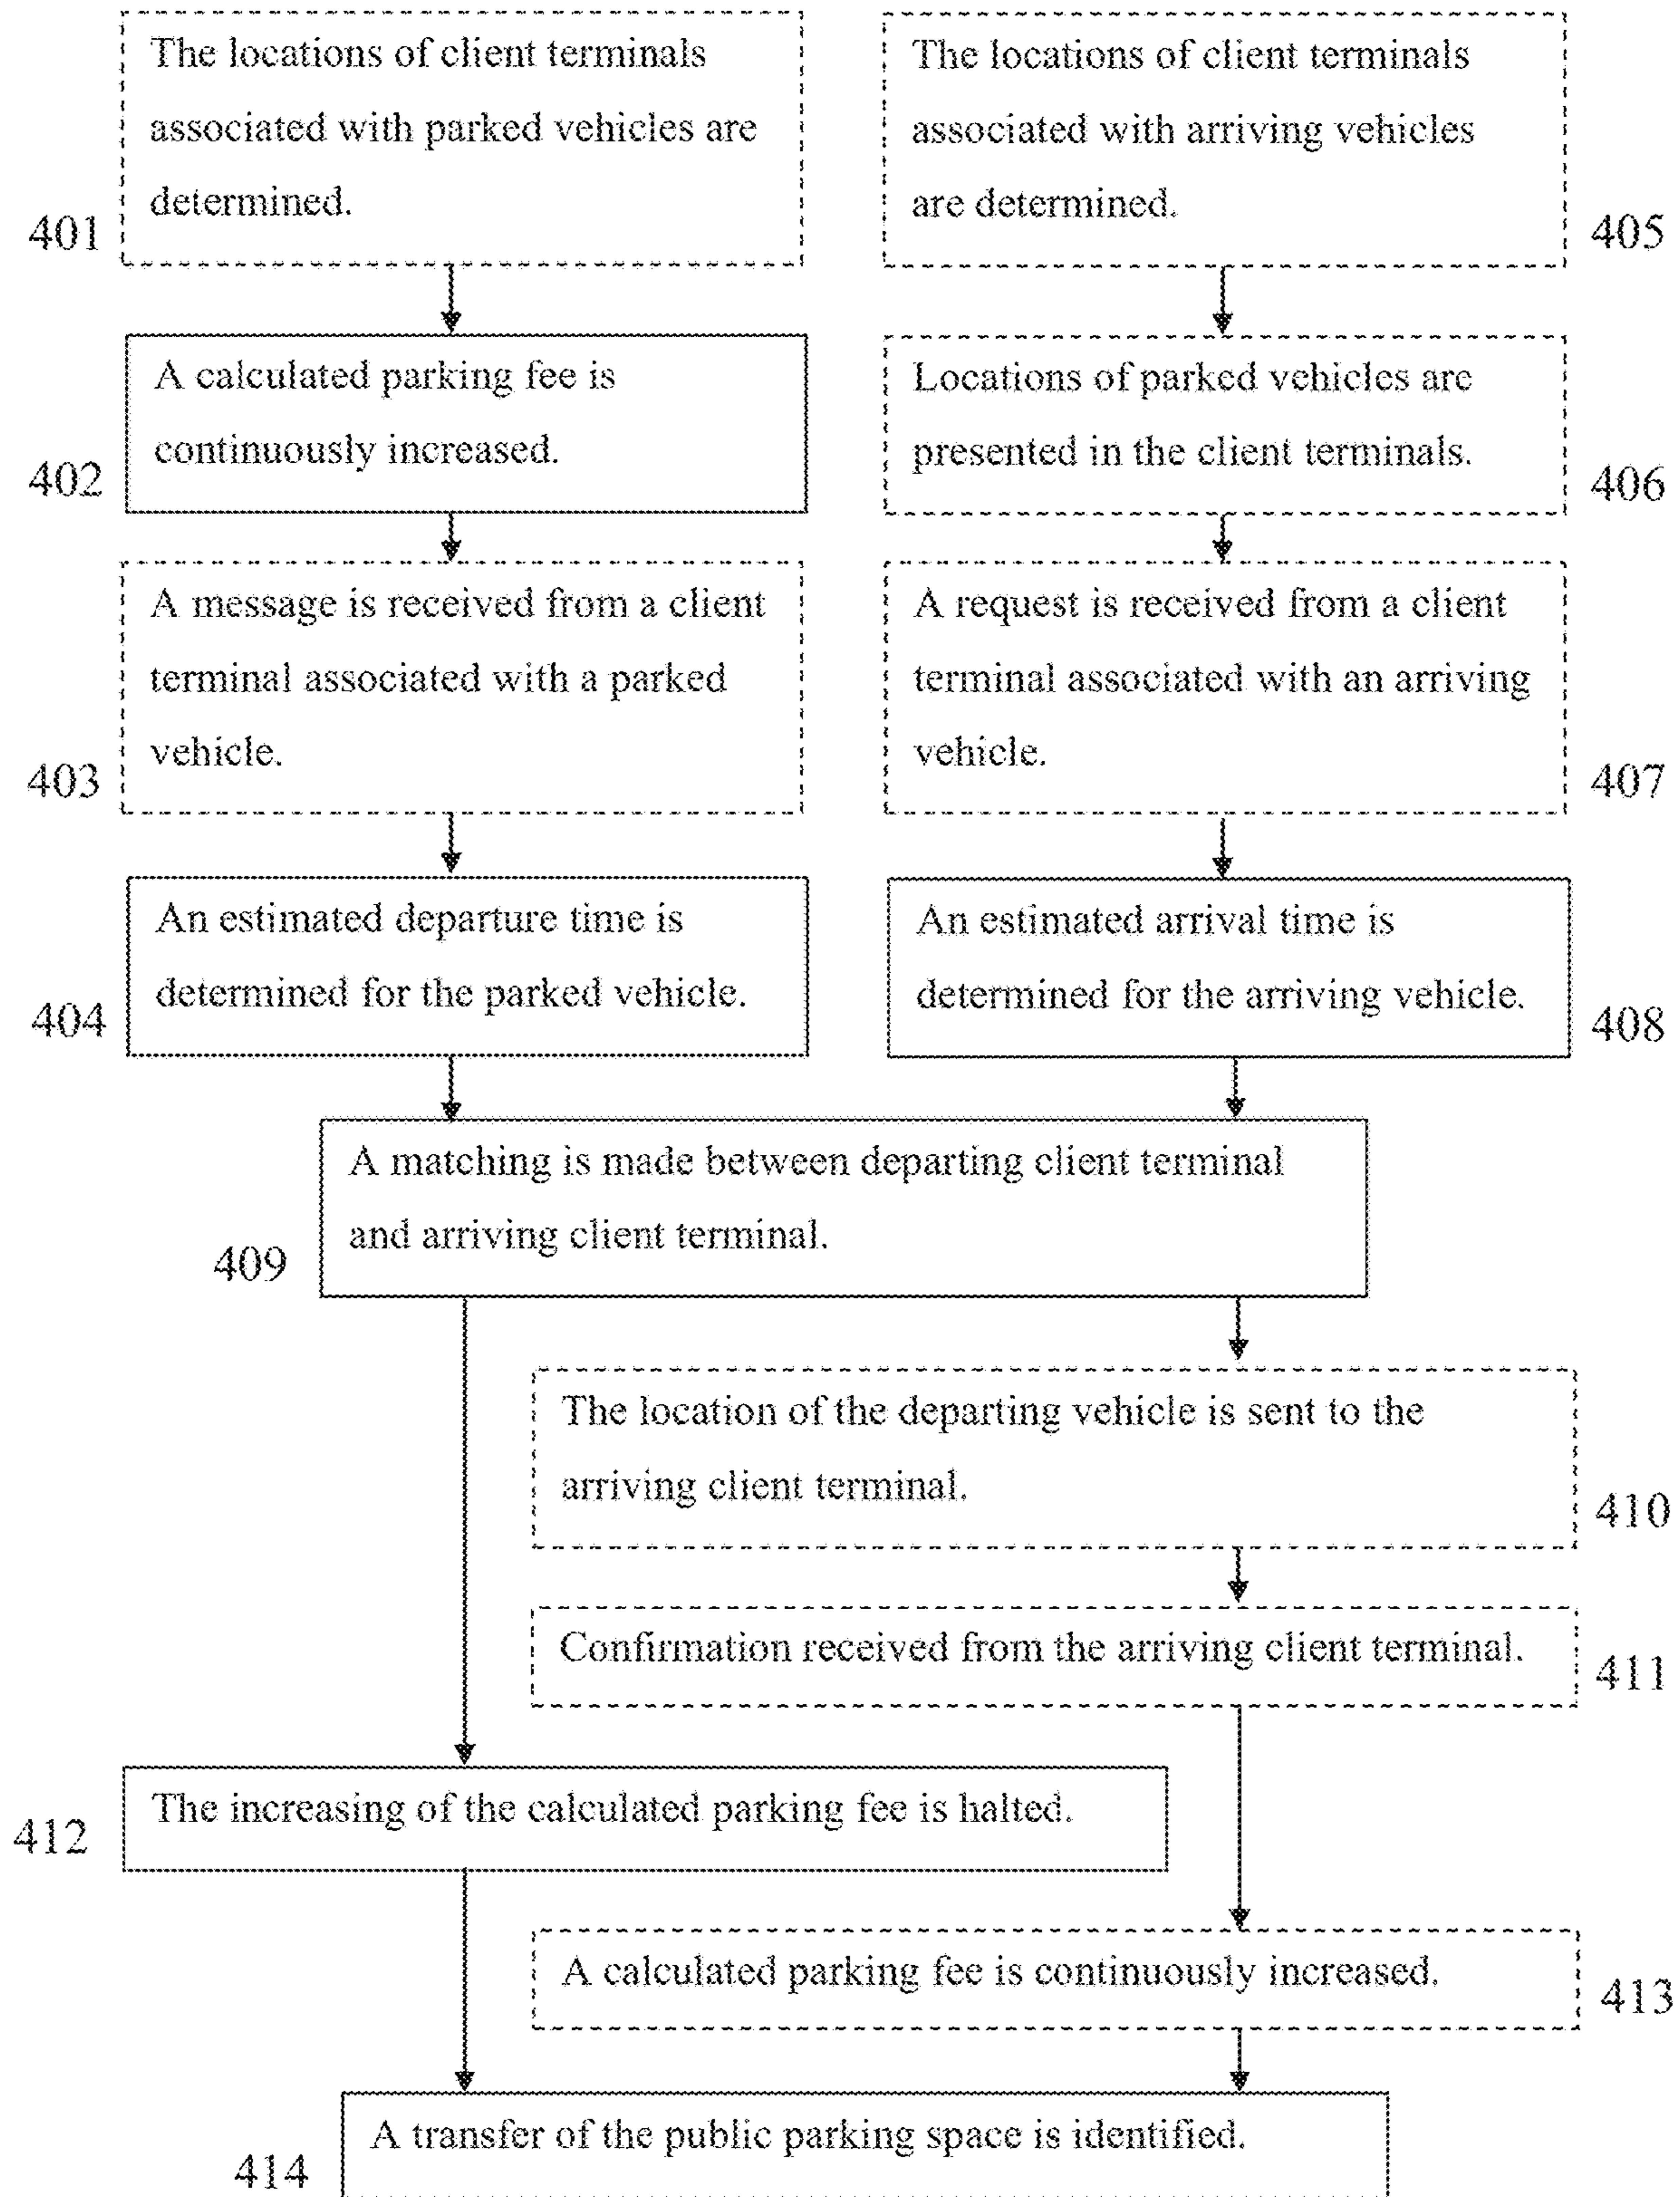 The locations of client terminals
associated with parked vehicles are
determined.
401
The locations of client terminals
associated with arriving vehicles
are determined.
405
A calculated parking fee is
continuously increased.
402
Locations of parked vehicles are
presented in the client terminals.
406
A message is received from a client
terminal associated with a parked
vehicle.
403
A request is received from a client
terminal associated with an arriving
vehicle.
407
An estimated departure time is
determined for the parked vehicle.
404
An estimated arrival time is
determined for the arriving vehicle.
408
A matching is made between departing client terminal
and arriving client terminal.
409
The location of the departing vehicle is sent to the
arriving client terminal.
410
Confirmation received from the arriving client terminal.
411
The increasing of the calculated parking fee is halted.
412
A calculated parking fee is continuously increased.
413
A transfer of the public parking space is identified.
414